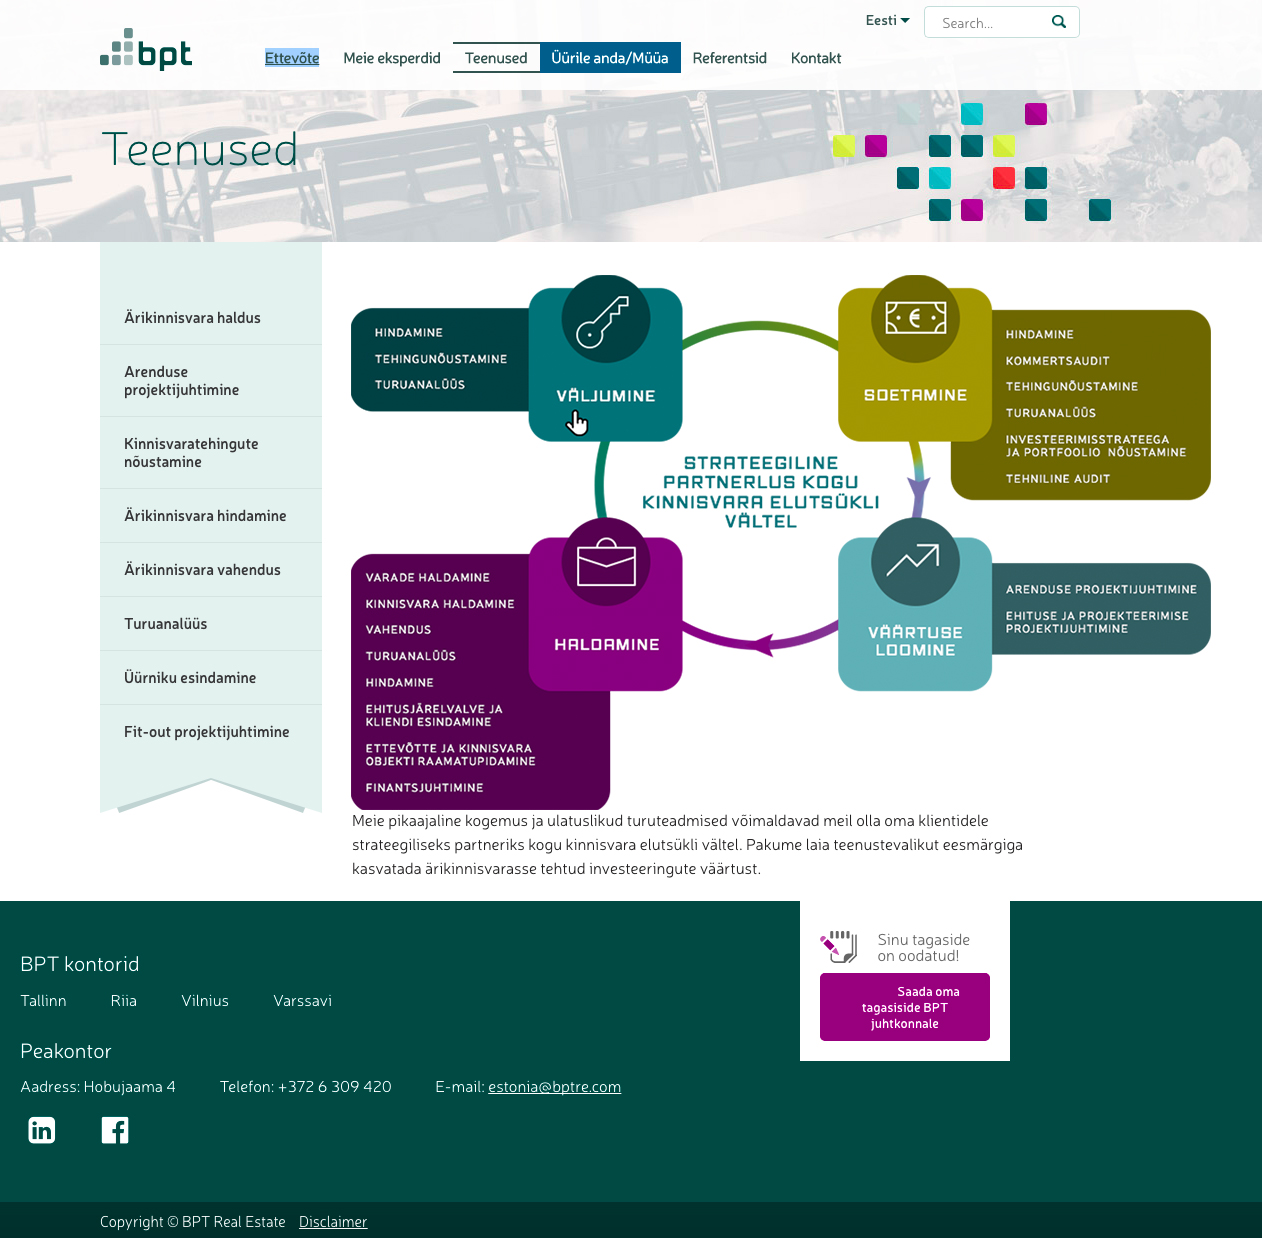 Eesti
Search...
bpt
Ettevõte Meie eksperdid Teenused Üürile anda/Müüa Referentsid Kontakt
Teenused
Ärikinnisvara haldus
Arenduse
projektijuhtimine
Kinnisvaratehingute
nõustamine
Ärikinnisvara hindamine
Ärikinnisvara vahendus
Turuanalüüs
Üürniku esindamine
Fit-out projektijuhtimine
HINDAMINE
TEHINGUNÕUSTAMINE
TURUANALÜÜS
VÄLJUMINE
SOETAMINE
HINDAMINE
KOMMERTSAUDIT
TEHINGUNÕUSTAMINE
TURUANALÜÜS
INVESTEERIMISSTRATEEGA
JA PORTFOOLIO NÕUSTAMINE
TEHNILINE AUDIT
STRATEEGILINE
PARTNERLUS KOGU
KINNISVARA ELUTSÜKLI
VÄLTEL
VARADE HALDAMINE
KINNISVARA HALDAMINE
VAHENDUS
TURUANALÜÜS
HINDAMINE
EHITUSJÄRELVALVE JA
KLIENDI ESINDAMINE
ETTEVÕTTE JA KINNISVARA
OBJEKTI RAAMATUPIDAMINE
FINANTSJUHTIMINE
HALDAMINE
VÄÄRTUSE
LOOMINE
ARENDUSE PROJEKTIJUHTIMINE
EHITUSE JA PROJEKTEERIMISE
PROJEKTIJUHTIMINE
Meie pikaajaline kogemus ja ulatuslikud turuteadmised võimaldavad meil olla oma klientidele
strateegiliseks partneriks kogu kinnisvara elutsükli vältel. Pakume laia teenustevalikut eesmärgiga
kasvatada ärikinnisvarasse tehtud investeeringute väärtust.
BPT kontorid
Tallinn Riia Vilnius Varssavi
Peakontor
Aadress: Hobujaama 4 Telefon: +372 6 309 420 E-mail: estonia@bptre.com
in
Sinu tagaside
on oodatud!
Saada oma
tagasiside BPT
juhtkonnale
Copyright © BPT Real Estate Disclaimer